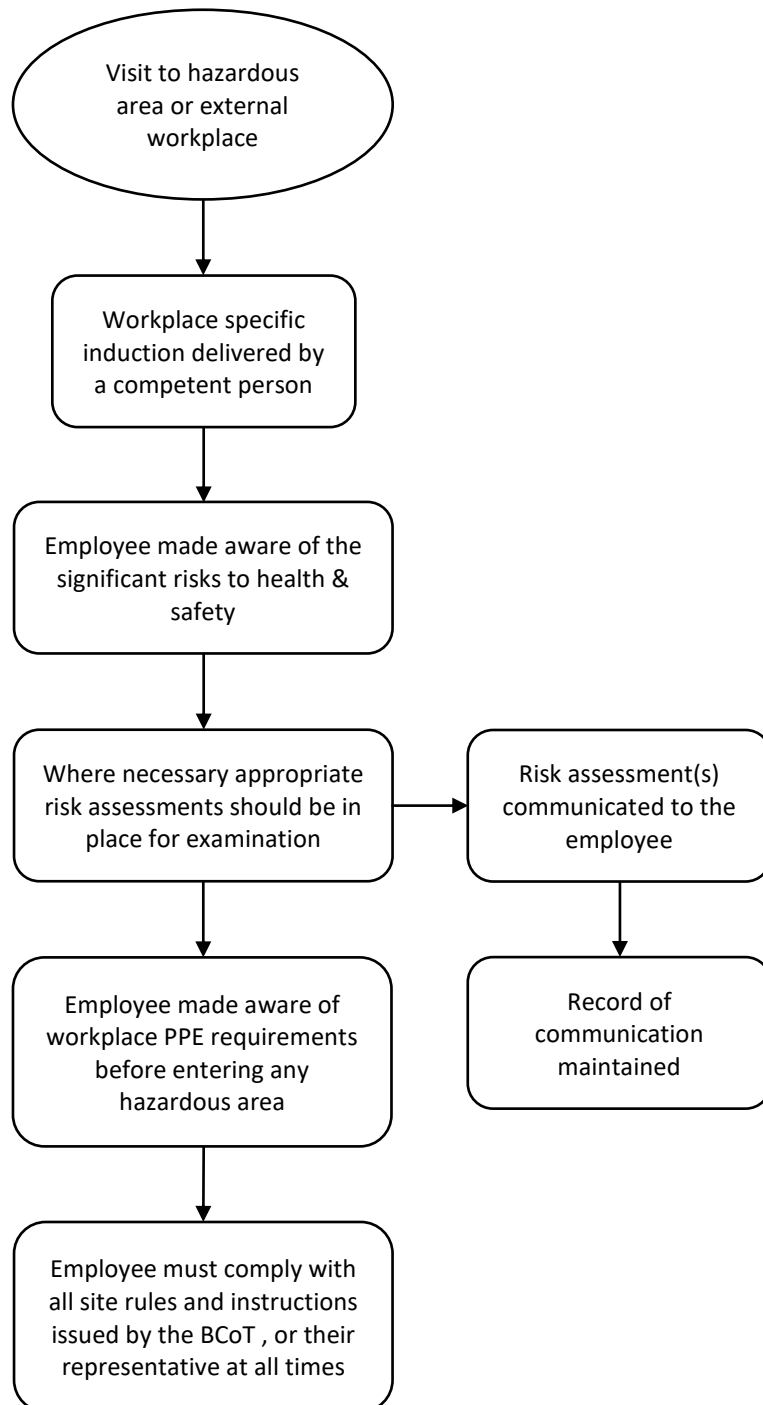 Visit to hazardous
area or external
workplace
Workplace specific
induction delivered by
a competent person
Employee made aware of the
significant risks to health &
safety
Where necessary appropriate
risk assessments should be in
place for examination
Risk assessment(s)
communicated to the
employee
Employee made aware of
workplace PPE requirements
before entering any
hazardous area
Record of
communication
maintained
Employee must comply with
all site rules and instructions
issued by the BCoT , or their
representative at all times